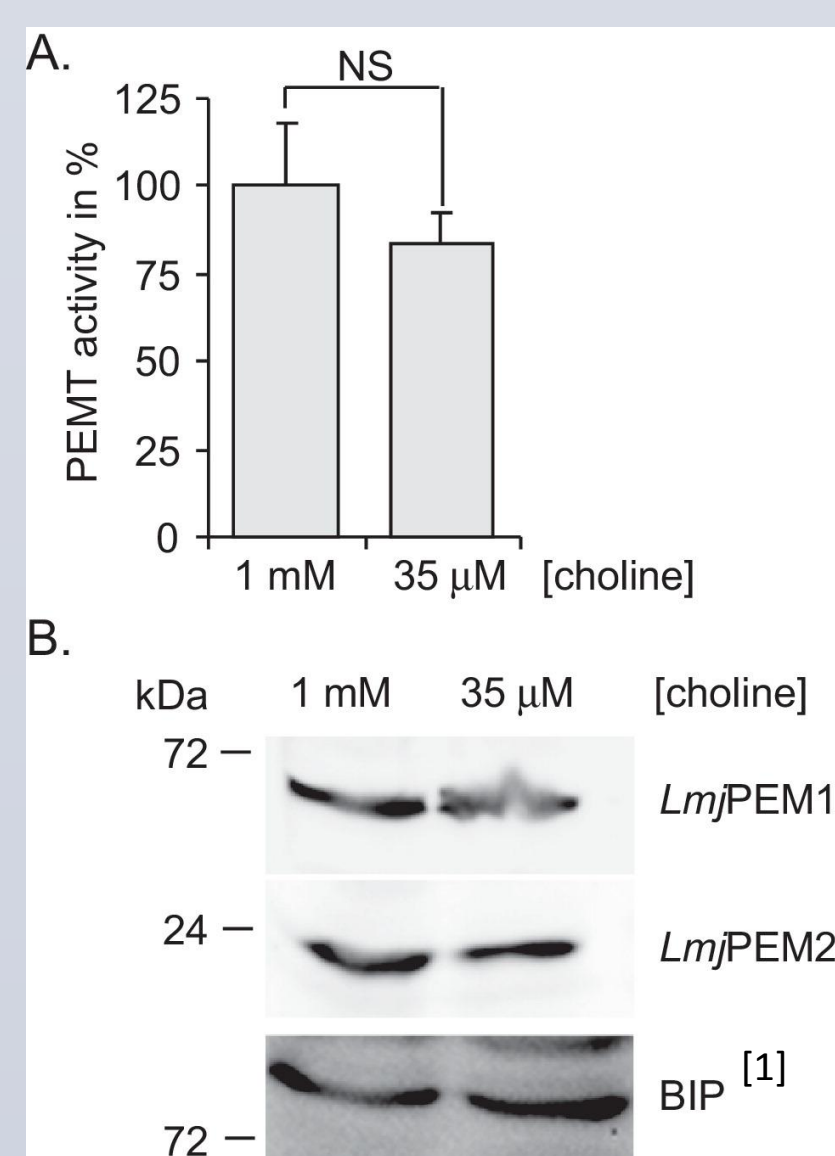 A.
NS
125
100
75
50
25
0
PEMT activity in %
1 mM 35 μM [choline]
B.
kDa 1 mM 35 μM [choline]
72
LmjPEM1
24
LmjPEM2
BIP [1]
72